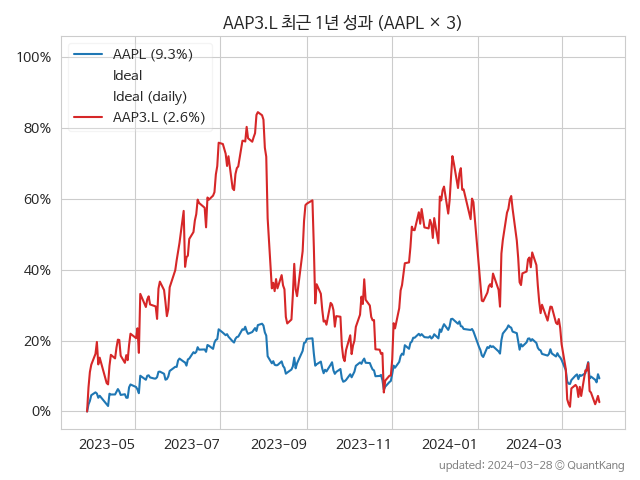 AAP3.L 최근 1년 성과 (AAPL × 3)
100%
80%
60%
40%
20%
0%
AAPL (9.3%)
Ideal
Ideal (daily)
AAP3.L (2.6%)
2023-05 2023-07 2023-09 2023-11 2024-01 2024-03
updated: 2024-03-28 © QuantKang